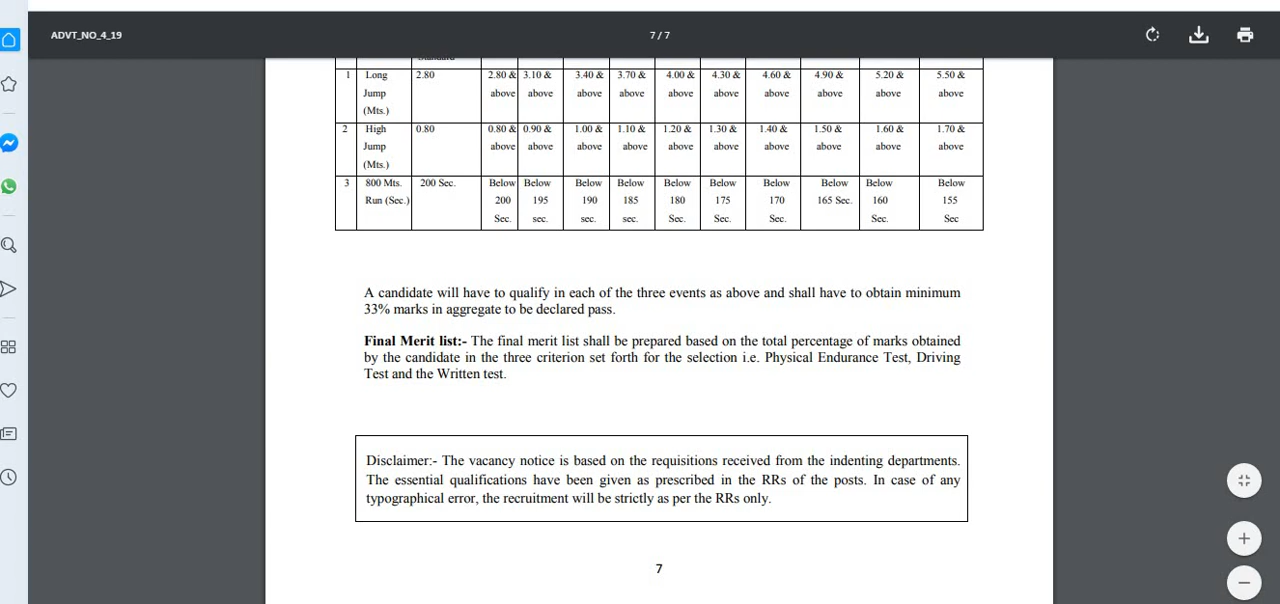 ADVT_NO_4_19
7 / 7
1 Long 2.80 2.80 & 3.10 & 3.40 & 3.70 & 4.00 & 4.30 & 4.60 & 4.90 & 5.20 & 5.50 &
Jump above above above above above above above above above above
(Mts.)
2 High 0.80 0.80 & 0.90 & 1.00 & 1.10 & 1.20 & 1.30 & 1.40 & 1.50 & 1.60 & 1.70 &
Jump above above above above above above above above above above
(Mts.)
3 800 Mts. 200 Sec. Below Below Below Below Below Below Below Below Below Below
Run (Sec.) 200 195 190 185 180 175 170 165 Sec. 160 155
Sec. sec. sec. sec. Sec. Sec. Sec. Sec. Sec
A candidate will have to qualify in each of the three events as above and shall have to obtain minimum
33% marks in aggregate to be declared pass.
Final Merit list:- The final merit list shall be prepared based on the total percentage of marks obtained
by the candidate in the three criterion set forth for the selection i.e. Physical Endurance Test, Driving
Test and the Written test.
Disclaimer:- The vacancy notice is based on the requisitions received from the indenting departments.
The essential qualifications have been given as prescribed in the RRs of the posts. In case of any
typographical error, the recruitment will be strictly as per the RRs only.
7